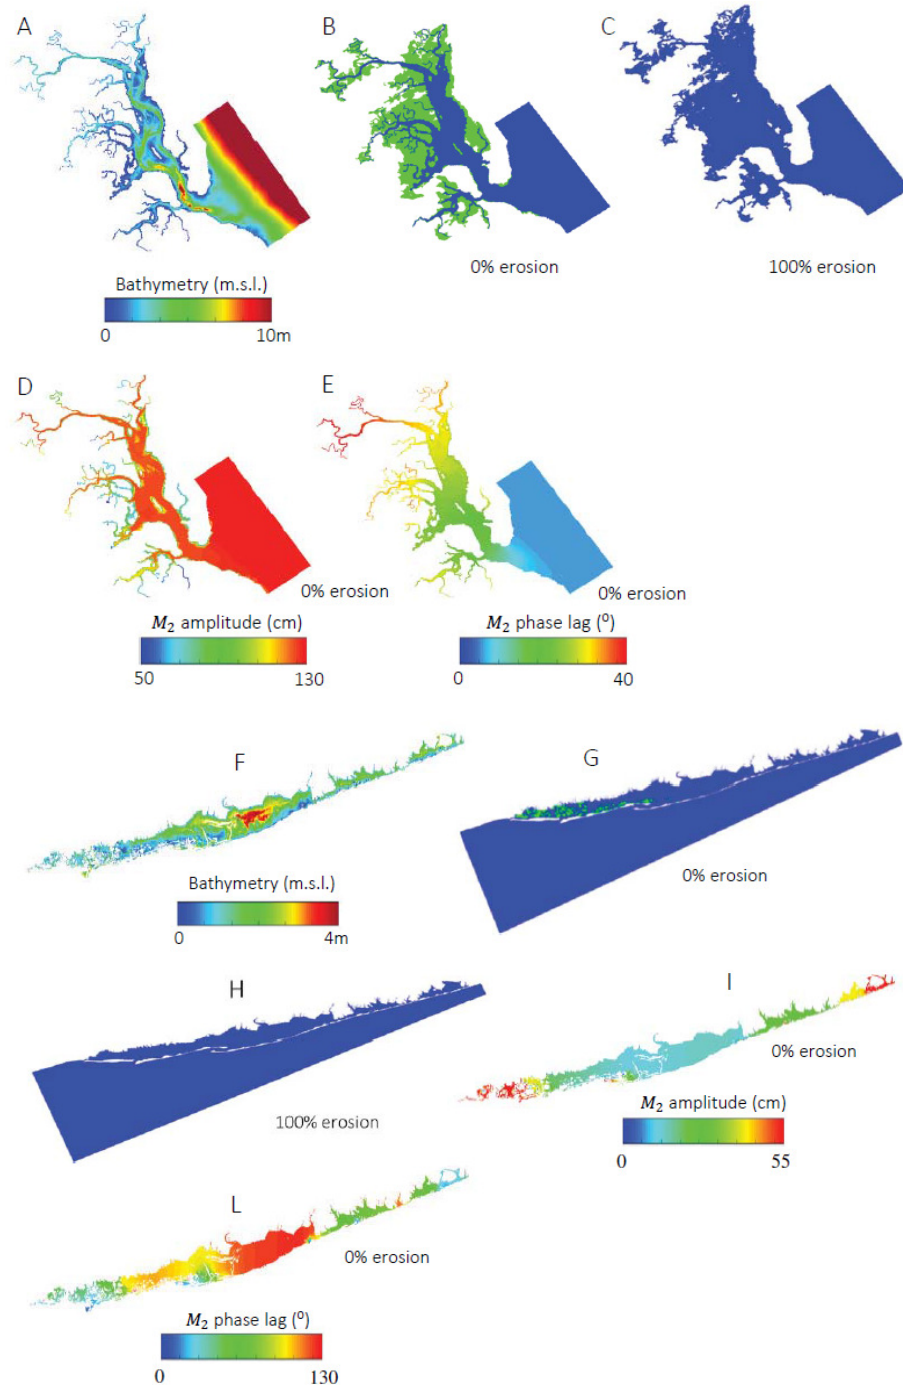 A
B
C
0% erosion
100% erosion
Bathymetry (m.s.l.)
0
10m
D
E
0% erosion
0% erosion
M₂ amplitude (cm)
50
130
M₂ phase lag (⁰)
0
40
F
G
Bathymetry (m.s.l.)
0
4m
0% erosion
H
I
0% erosion
100% erosion
M₂ amplitude (cm)
0
55
L
0% erosion
M₂ phase lag (⁰)
0
130